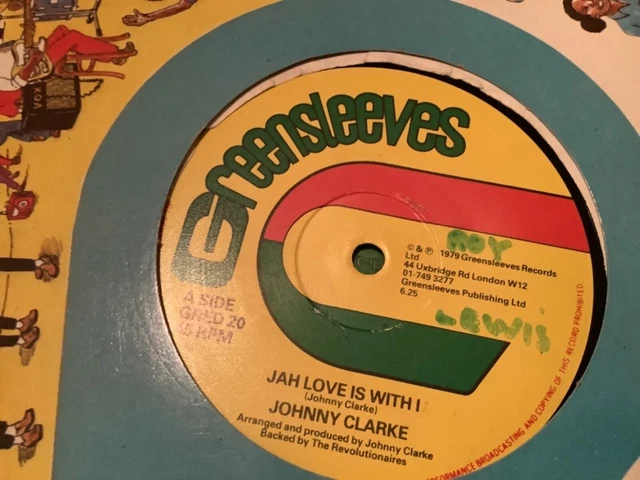 Greensleeves
VOX
© & ℗ 1979 Greensleeves Records
Ltd
44 Uxbridge Rd London W12
01-749 3277
Greensleeves Publishing Ltd
6.25
ROY
LEWIS
A SIDE
GRED 20
45 RPM
JAH LOVE IS WITH I
(Johnny Clarke)
JOHNNY CLARKE
Arranged and produced by Johnny Clarke
Backed by The Revolutionaires
PERFORMANCE BROADCASTING AND COPYING OF THIS RECORD PROHIBITED.